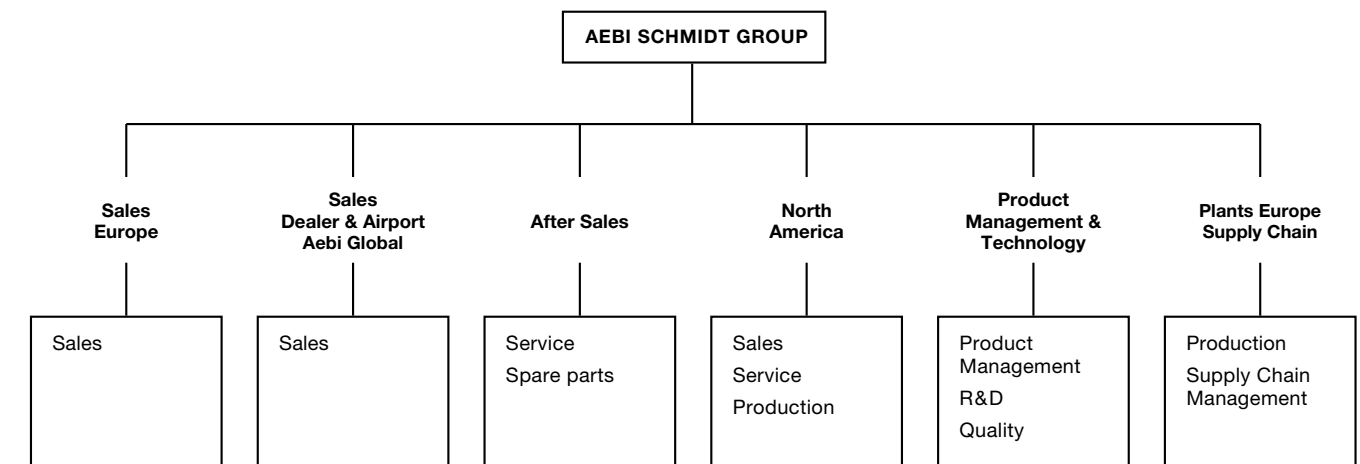 AEBI SCHMIDT GROUP
Sales
Europe
Sales
Dealer & Airport
Aebi Global
After Sales
North
America
Product
Management &
Technology
Plants Europe
Supply Chain
Sales
Sales
Service
Spare parts
Sales
Service
Production
Product
Management
R&D
Quality
Production
Supply Chain
Management